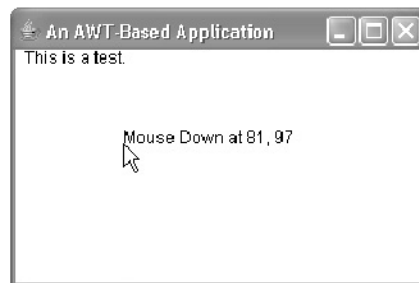 An AWT-Based Application
This is a test.
Mouse Down at 81, 97